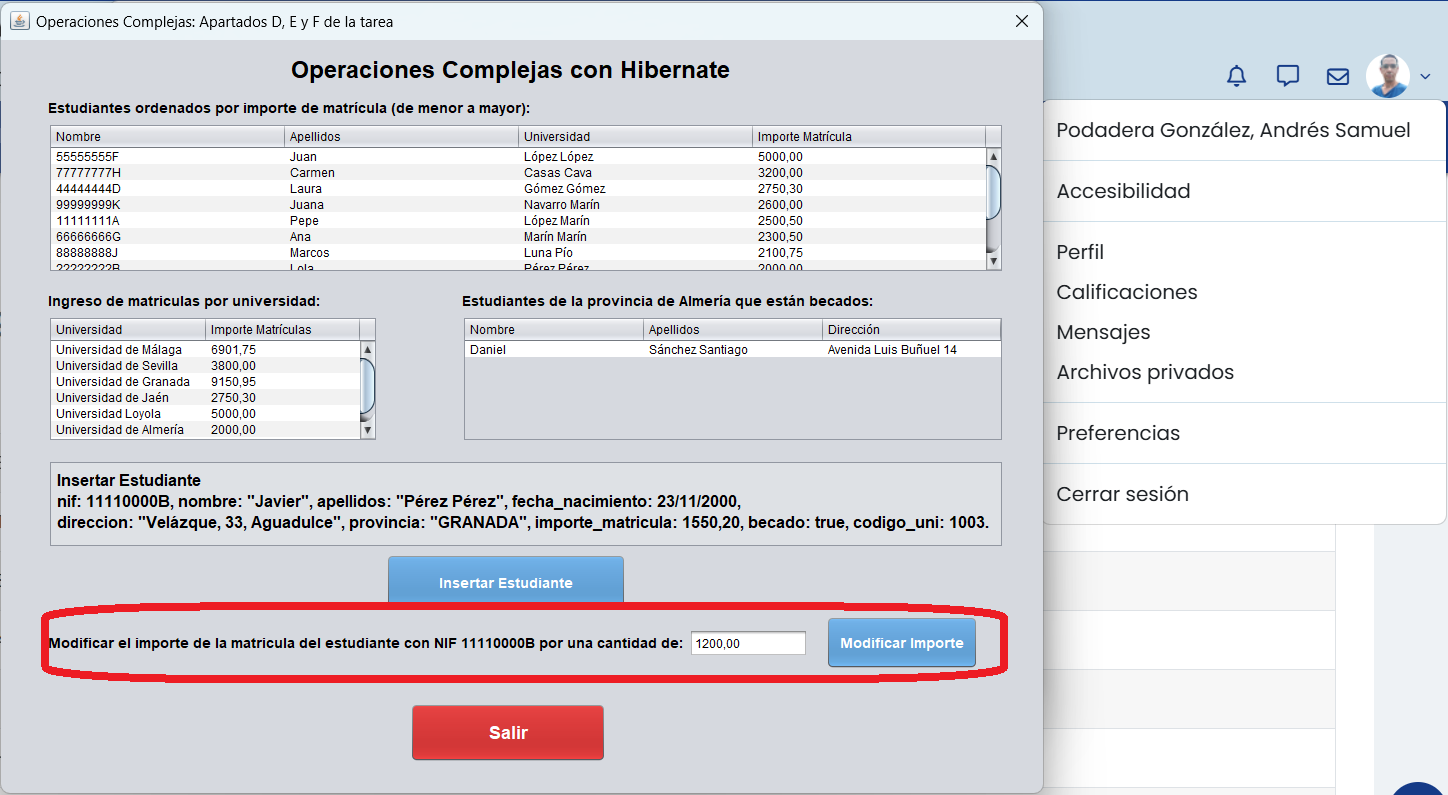 Operaciones Complejas: Apartados D, E y F de la tarea
Operaciones Complejas con Hibernate
Estudiantes ordenados por importe de matrícula (de menor a mayor):
Nombre Apellidos Universidad Importe Matrícula
55555555F Juan López López 5000,00
77777777H Carmen Casas Cava 3200,00
44444444D Laura Gómez Gómez 2750,30
99999999K Juana Navarro Marín 2600,00
11111111A Pepe López Marín 2500,50
66666666G Ana Marín Marín 2300,50
88888888J Marcos Luna Pío 2100,75
22222222B Lola Pérez Pérez 2000,00
Ingreso de matriculas por universidad:
Universidad Importe Matrículas
Universidad de Málaga 6901,75
Universidad de Sevilla 3800,00
Universidad de Granada 9150,95
Universidad de Jaén 2750,30
Universidad Loyola 5000,00
Universidad de Almería 2000,00
Estudiantes de la provincia de Almería que están becados:
Nombre Apellidos Dirección
Daniel Sánchez Santiago Avenida Luis Buñuel 14
Insertar Estudiante
nif: 11110000B, nombre: "Javier", apellidos: "Pérez Pérez", fecha_nacimiento: 23/11/2000,
direccion: "Velázque, 33, Aguadulce", provincia: "GRANADA", importe_matricula: 1550,20, becado: true, codigo_uni: 1003.
Insertar Estudiante
Modificar el importe de la matricula del estudiante con NIF 11110000B por una cantidad de: 1200,00 Modificar Importe
Salir
Podadera González, Andrés Samuel
Accesibilidad
Perfil
Calificaciones
Mensajes
Archivos privados
Preferencias
Cerrar sesión